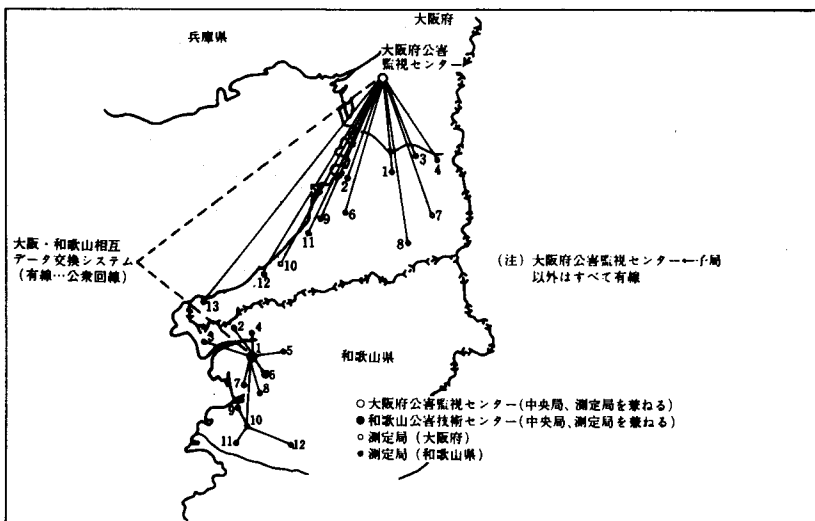 大阪府
兵庫県
大阪府公害
監視センター
3
1
4
2
5
9
6
7
11
8
大阪・和歌山相互
データ交換システム
(有線…公衆回線)
10
12
(注) 大阪府公害監視センター←子局
以外はすべて有線
13
2
4
3
1
5
和歌山県
6
7
8
9
○大阪府公害監視センター(中央局、測定局を兼ねる)
10
●和歌山公害技術センター(中央局、測定局を兼ねる)
11
12
○測定局(大阪府)
●測定局(和歌山県)